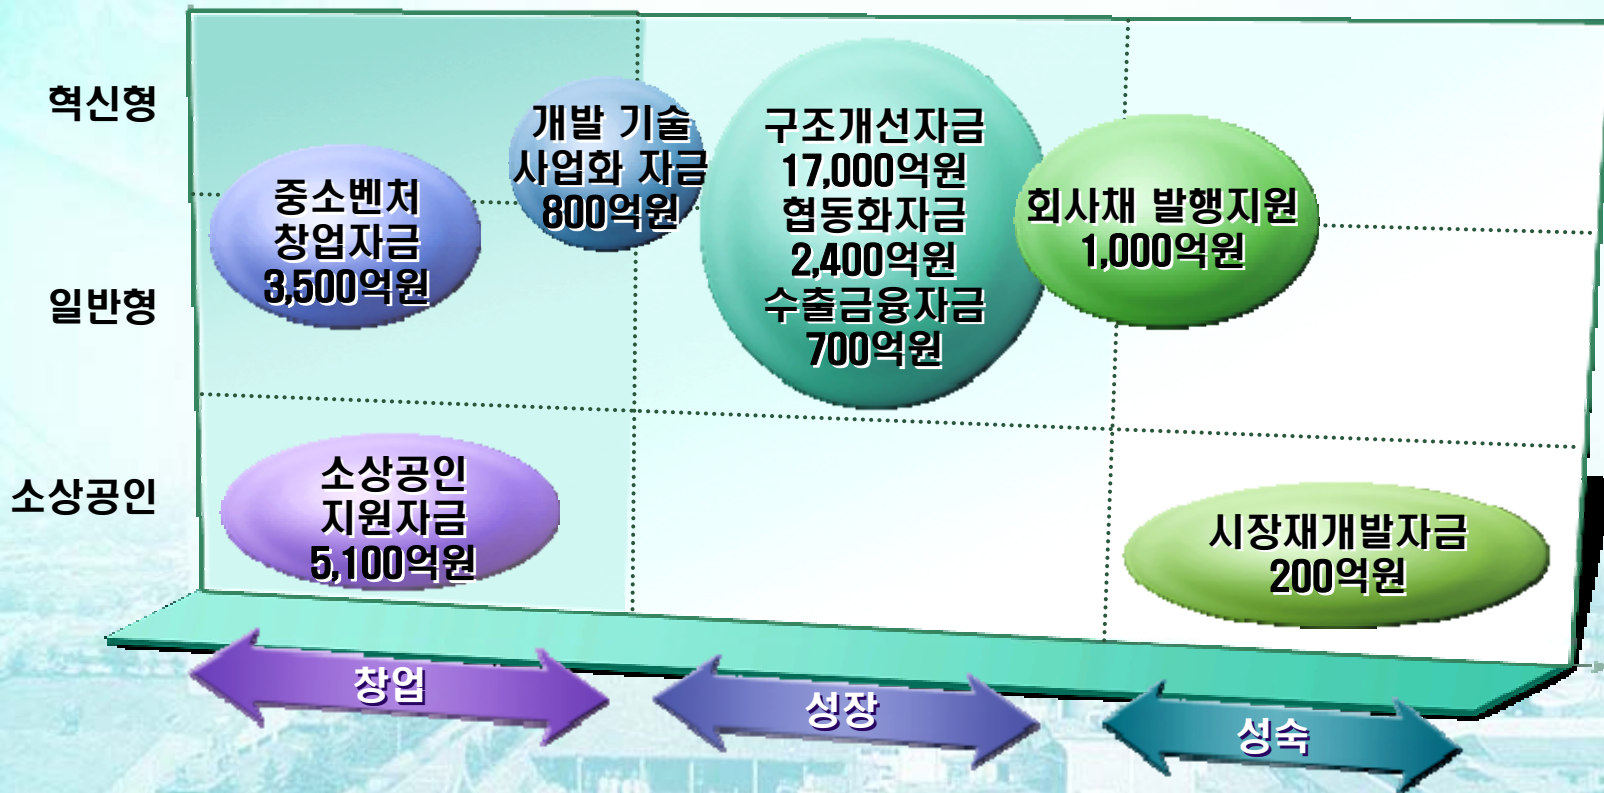 혁신형
일반형
소상공인
중소벤처
창업자금
3,500억원
개발 기술
사업화 자금
800억원
구조개선자금
17,000억원
협동화자금
2,400억원
수출금융자금
700억원
회사채 발행지원
1,000억원
소상공인
지원자금
5,100억원
시장재개발자금
200억원
창업
성장
성숙